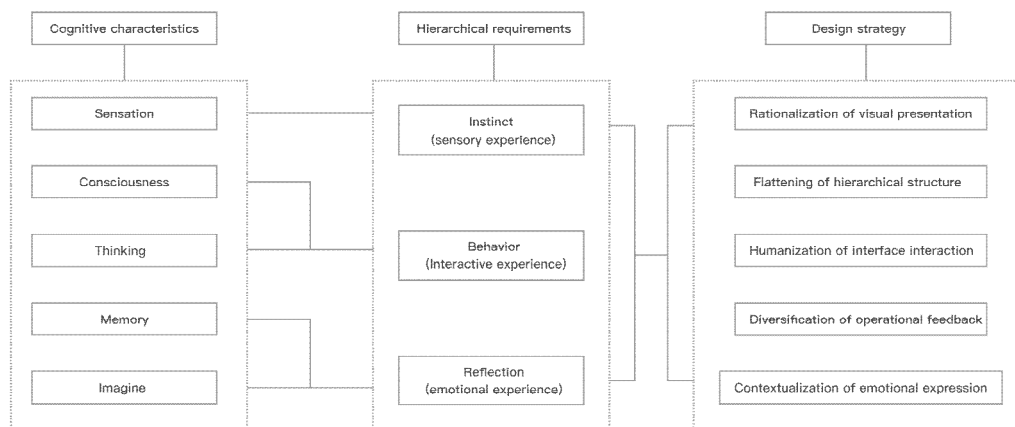 Cognitive characteristics
Sensation
Consciousness
Thinking
Memory
Imagine
Hierarchical requirements
Instinct
(sensory experience)
Behavior
(Interactive experience)
Reflection
(emotional experience)
Design strategy
Rationalization of visual presentation
Flattening of hierarchical structure
Humanization of interface interaction
Diversification of operational feedback
Contextualization of emotional expression